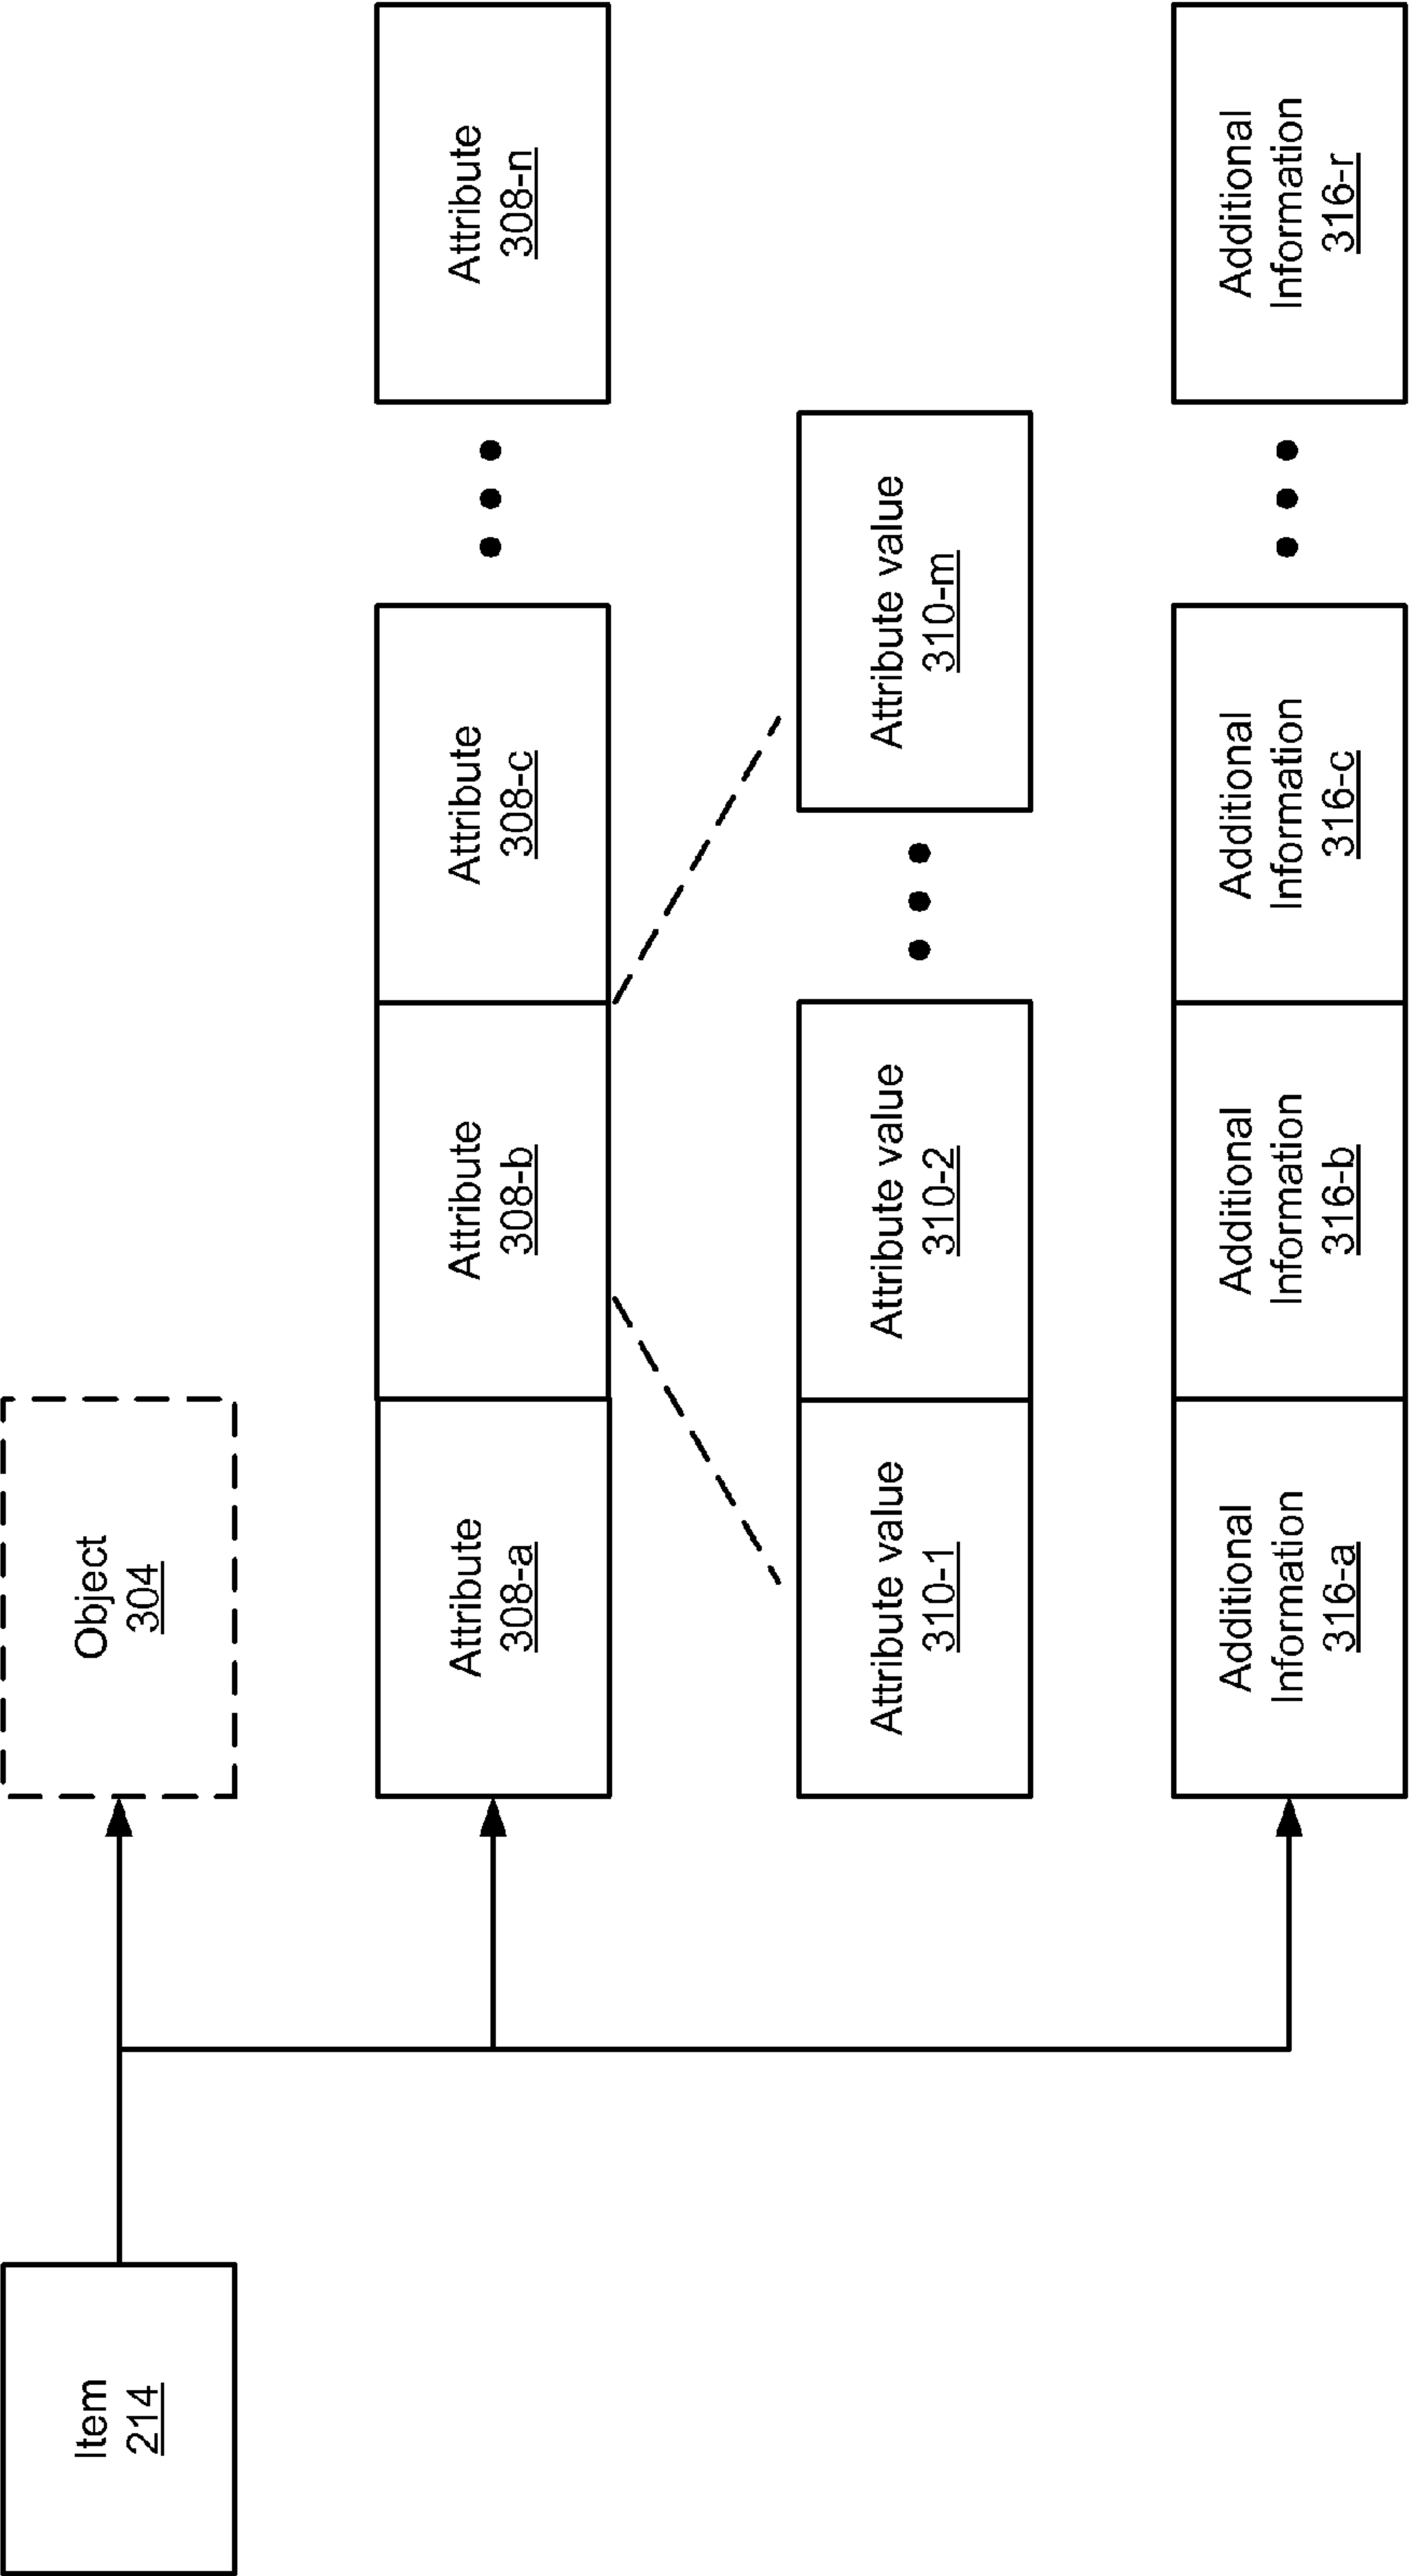 Item
214
Object
304
Attribute
308-a
Attribute
308-b
Attribute
308-c
Attribute
308-n
Attribute value
310-1
Attribute value
310-2
Attribute value
310-m
Additional
Information
316-a
Additional
Information
316-b
Additional
Information
316-c
Additional
Information
316-r